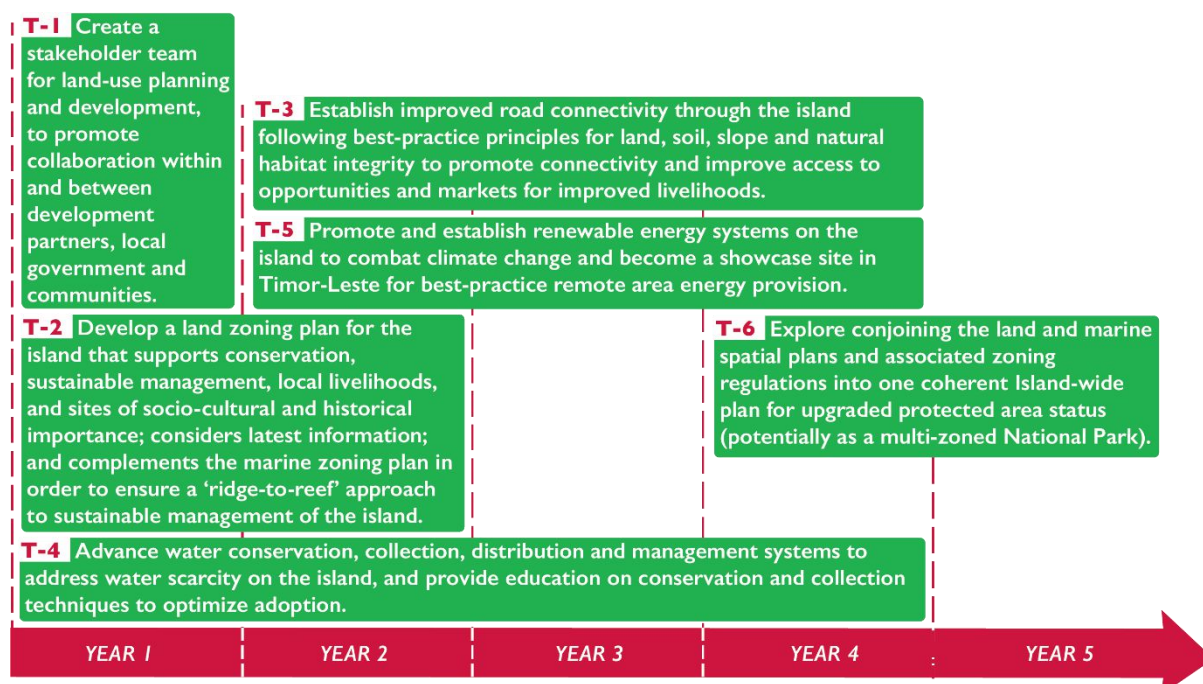 T-1 Create a
stakeholder team
for land-use planning
and development,
to promote
collaboration within
and between
development
partners, local
government and
communities.
T-3 Establish improved road connectivity through the island
following best-practice principles for land, soil, slope and natural
habitat integrity to promote connectivity and improve access to
opportunities and markets for improved livelihoods.
T-5 Promote and establish renewable energy systems on the
island to combat climate change and become a showcase site in
Timor-Leste for best-practice remote area energy provision.
T-2 Develop a land zoning plan for the
island that supports conservation,
sustainable management, local livelihoods,
and sites of socio-cultural and historical
importance; considers latest information;
and complements the marine zoning plan in
order to ensure a ‘ridge-to-reef’ approach
to sustainable management of the island.
T-6 Explore conjoining the land and marine
spatial plans and associated zoning
regulations into one coherent Island-wide
plan for upgraded protected area status
(potentially as a multi-zoned National Park).
T-4 Advance water conservation, collection, distribution and management systems to
address water scarcity on the island, and provide education on conservation and collection
techniques to optimize adoption.
YEAR 1 YEAR 2 YEAR 3 YEAR 4 YEAR 5